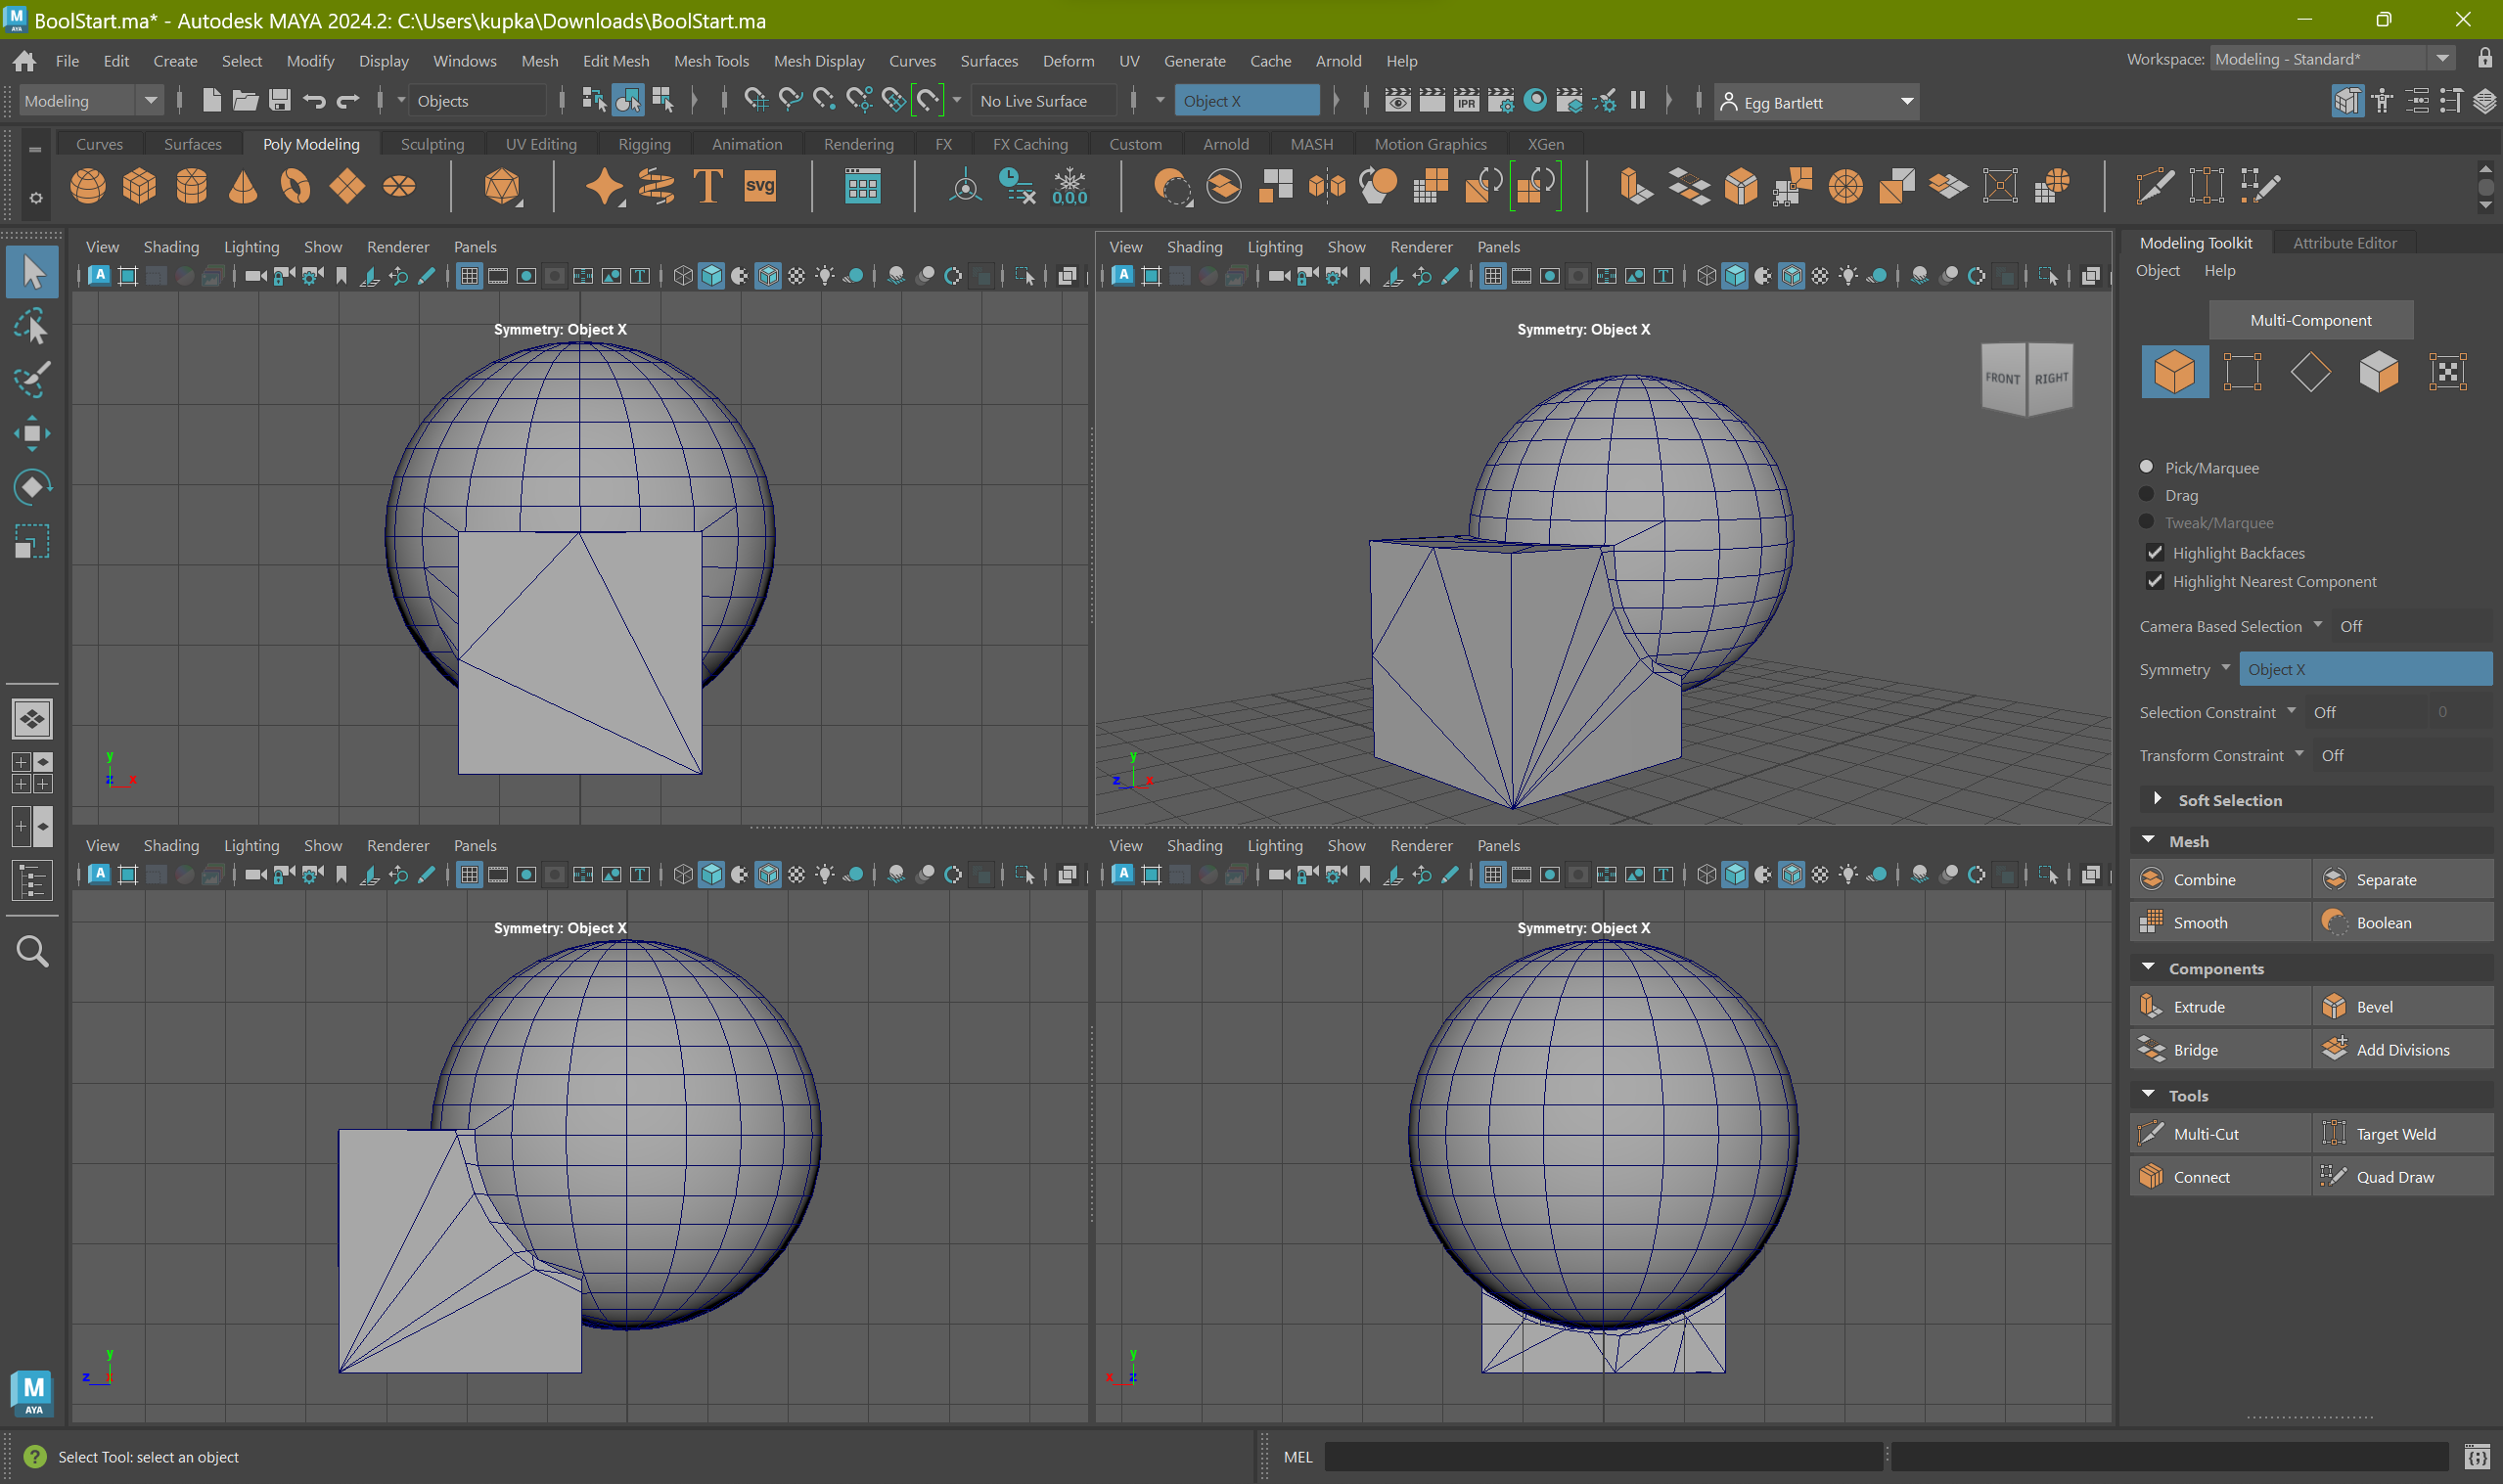 BoolStart.ma* - Autodesk MAYA 2024.2: C:\Users\kupka\Downloads\BoolStart.ma
File Edit Create Select Modify Display Windows Mesh Edit Mesh Mesh Tools Mesh Display Curves Surfaces Deform UV Generate Cache Arnold Help Workspace: Modeling - Standard*
Modeling Objects No Live Surface Object X IPR Egg Bartlett
Curves Surfaces Poly Modeling Sculpting UV Editing Rigging Animation Rendering FX FX Caching Custom Arnold MASH Motion Graphics XGen
T svg 0,0,0
View Shading Lighting Show Renderer Panels
Symmetry: Object X
y
z x
View Shading Lighting Show Renderer Panels
Symmetry: Object X
FRONT RIGHT
y
z x
View Shading Lighting Show Renderer Panels
Symmetry: Object X
y
z
View Shading Lighting Show Renderer Panels
Symmetry: Object X
y
x z
Modeling Toolkit Attribute Editor
Object Help
Multi-Component
Pick/Marquee
Drag
Tweak/Marquee
Highlight Backfaces
Highlight Nearest Component
Camera Based Selection Off
Symmetry Object X
Selection Constraint Off 0
Transform Constraint Off
Soft Selection
Mesh
Combine Separate
Smooth Boolean
Components
Extrude Bevel
Bridge Add Divisions
Tools
Multi-Cut Target Weld
Connect Quad Draw
M
AYA
? Select Tool: select an object
MEL